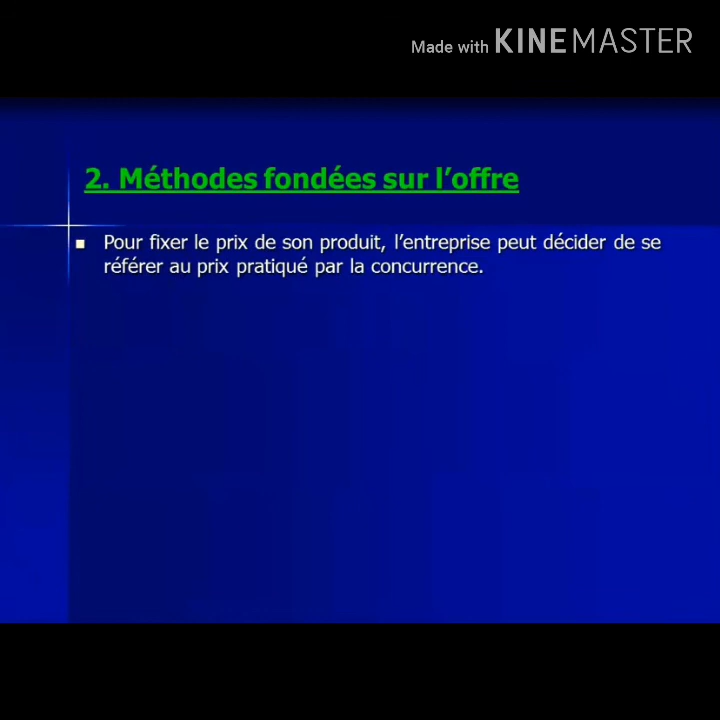 Made with KINEMASTER
2. Méthodes fondées sur l’offre
Pour fixer le prix de son produit, l’entreprise peut décider de se
référer au prix pratiqué par la concurrence.